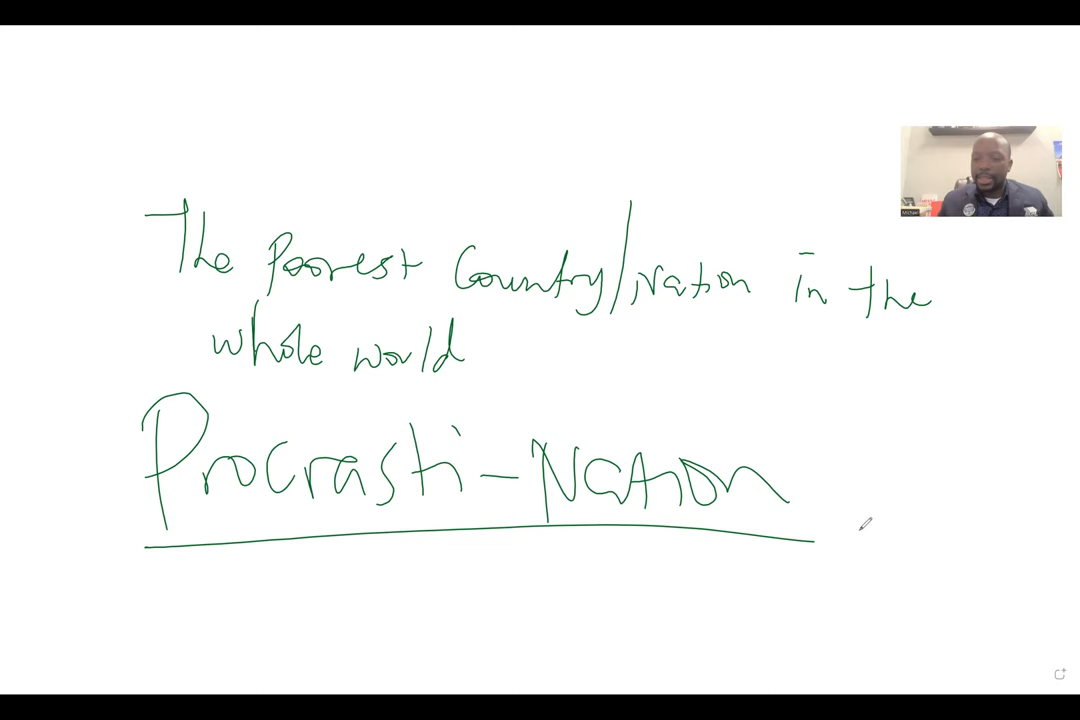 The Poorest Country/Nation in the
whole world
Procrasti-Nation